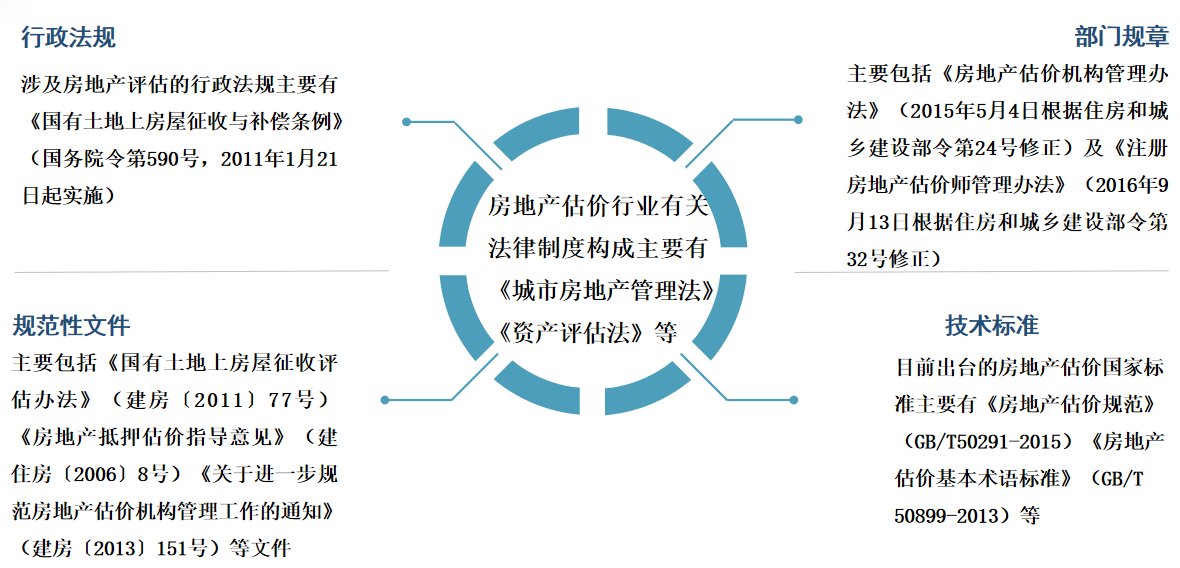 行政法规
涉及房地产评估的行政法规主要有
《国有土地上房屋征收与补偿条例》
（国务院令第590号，2011年1月21
日起实施）
部门规章
主要包括《房地产估价机构管理办
法》（2015年5月4日根据住房和城
乡建设部令第24号修正）及《注册
房地产估价师管理办法》（2016年9
月13日根据住房和城乡建设部令第
32号修正）
房地产估价行业有关
法律制度构成主要有
《城市房地产管理法》
《资产评估法》等
规范性文件
主要包括《国有土地上房屋征收评
估办法》（建房〔2011〕77号）
《房地产抵押估价指导意见》（建
住房〔2006〕8号）《关于进一步规
范房地产估价机构管理工作的通知》
（建房〔2013〕151号）等文件
技术标准
目前出台的房地产估价国家标
准主要有《房地产估价规范》
（GB/T50291-2015）《房地产
估价基本术语标准》（GB/T
50899-2013）等